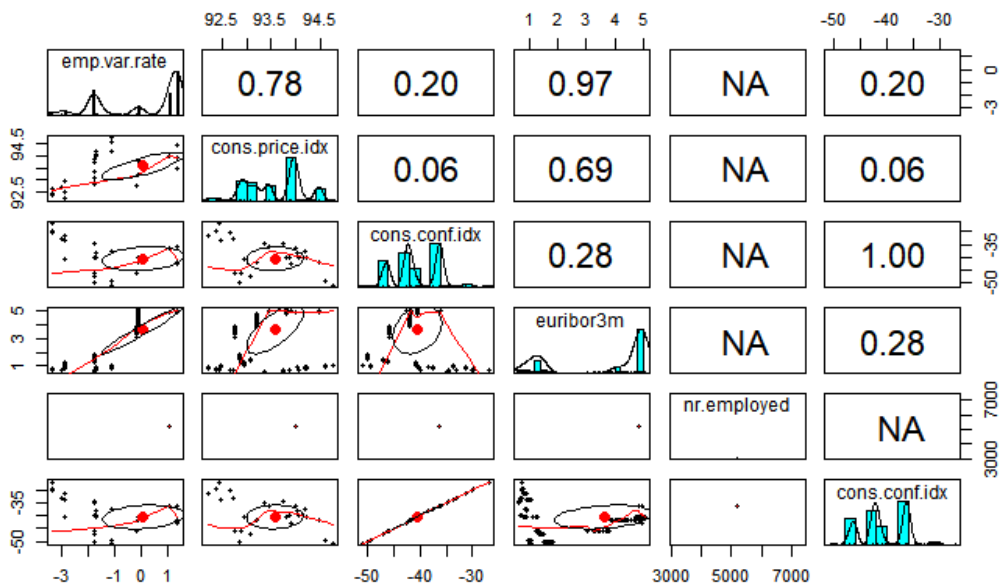 92.5 93.5 94.5 1 2 3 4 5 -50 -40 -30
emp.var.rate 0.78 0.20 0.97 NA 0.20 -3 0
92.5 94.5 cons.price.idx 0.06 0.69 NA 0.06
cons.conf.idx 0.28 NA 1.00 -50 -35
1 3 5 euribor3m NA 0.28
nr.employed NA 3000 7000
-50 -35 cons.conf.idx
-3 -1 0 1 -50 -40 -30 3000 5000 7000